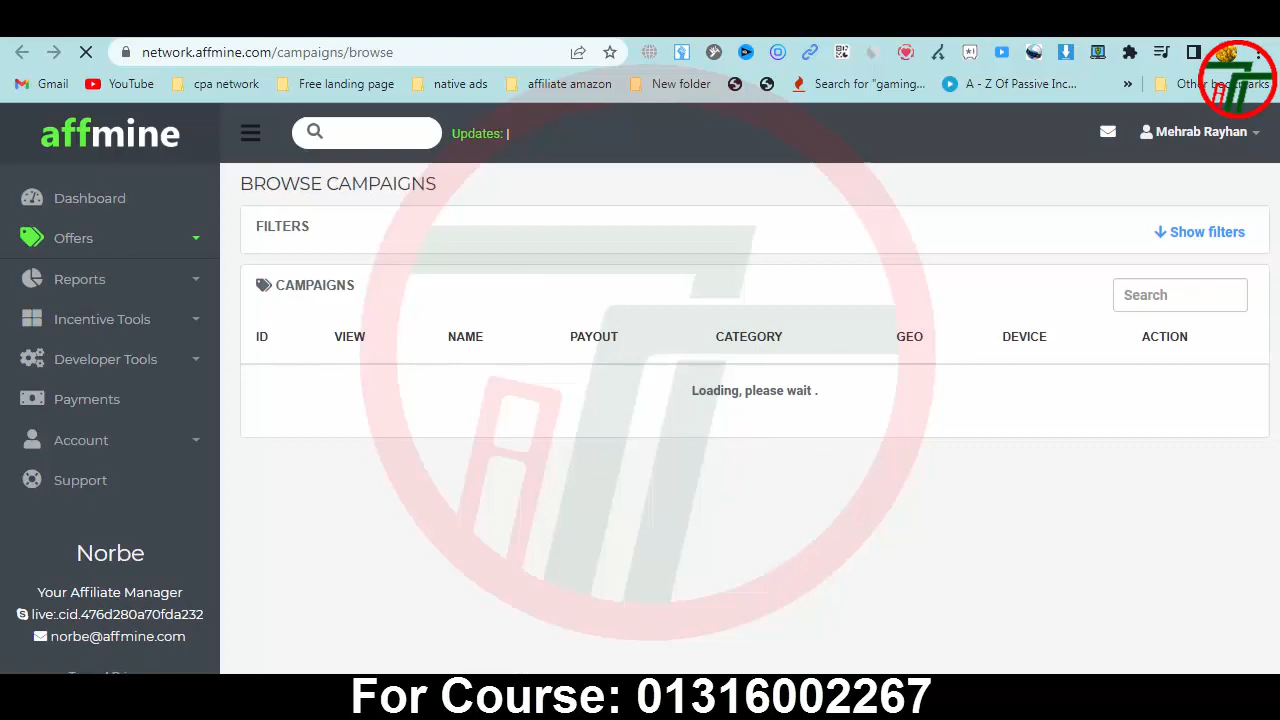 network.affmine.com/campaigns/browse
Gmail
YouTube
cpa network
Free landing page
native ads
affiliate amazon
New folder
Search for "gaming...
A - Z Of Passive Inc...
»
Other bookmarks
affmine
Updates: |
Mehrab Rayhan
Dashboard
Offers
Reports
Incentive Tools
Developer Tools
Payments
Account
Support
Norbe
Your Affiliate Manager
live:.cid.476d280a70fda232
norbe@affmine.com
BROWSE CAMPAIGNS
FILTERS
Show filters
CAMPAIGNS
Search
ID VIEW NAME PAYOUT CATEGORY GEO DEVICE ACTION
Loading, please wait .
For Course: 01316002267